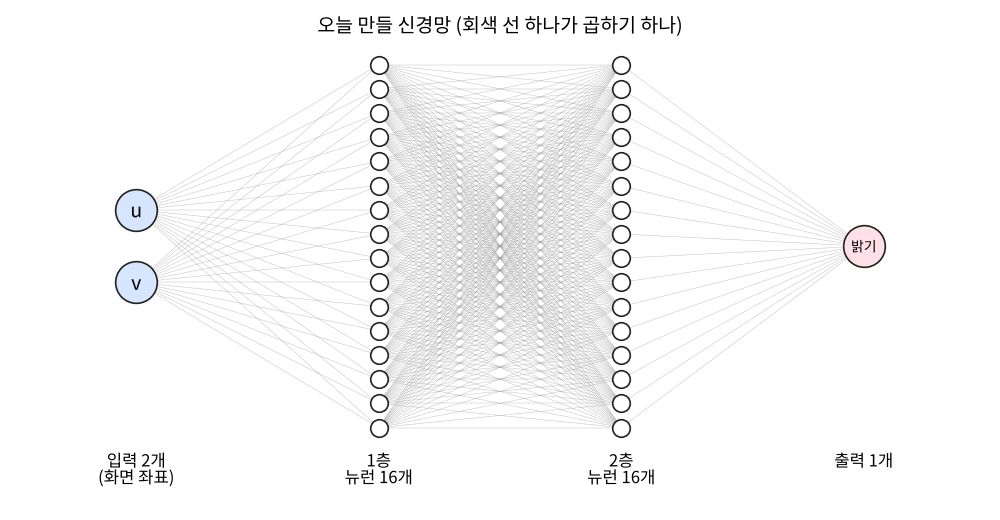 오늘 만들 신경망 (회색 선 하나가 곱하기 하나)
u
v
밝기
입력 2개
(화면 좌표)
1층
뉴런 16개
2층
뉴런 16개
출력 1개